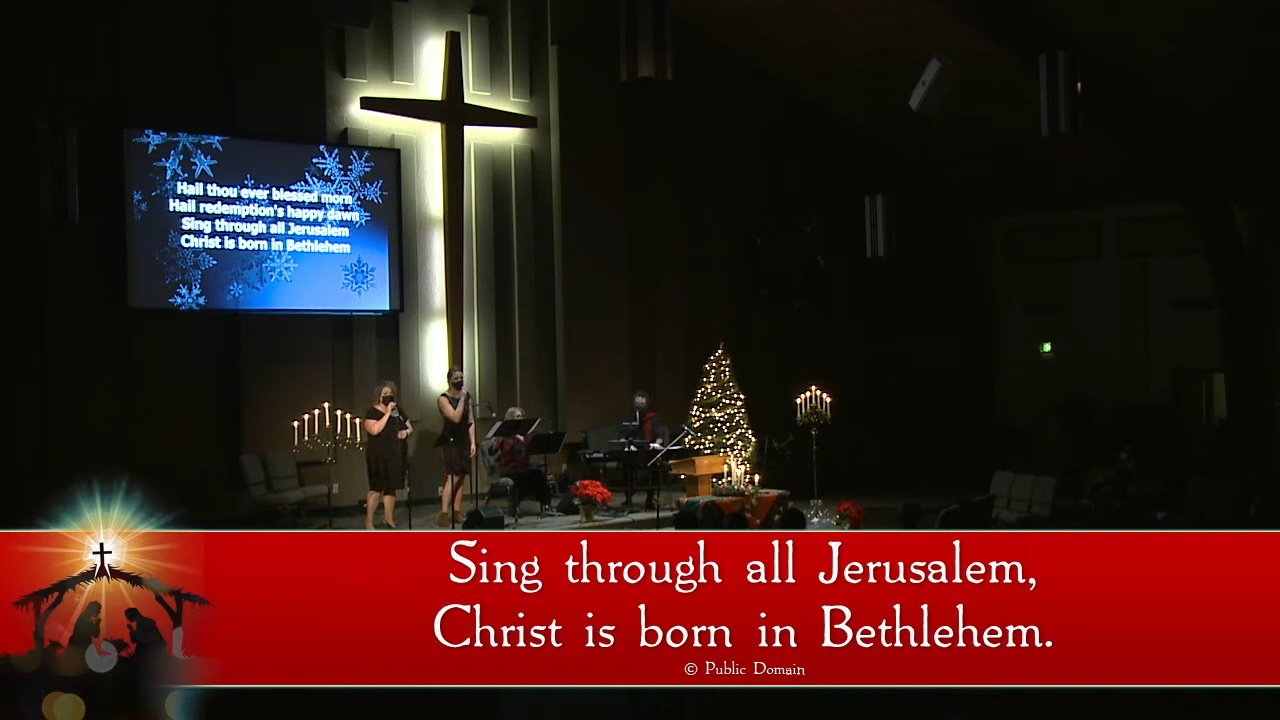 Hail thou ever blessed morn
Hail redemption's happy dawn
Sing through all Jerusalem
Christ is born in Bethlehem
Sing through all Jerusalem,
Christ is born in Bethlehem.
© Public Domain